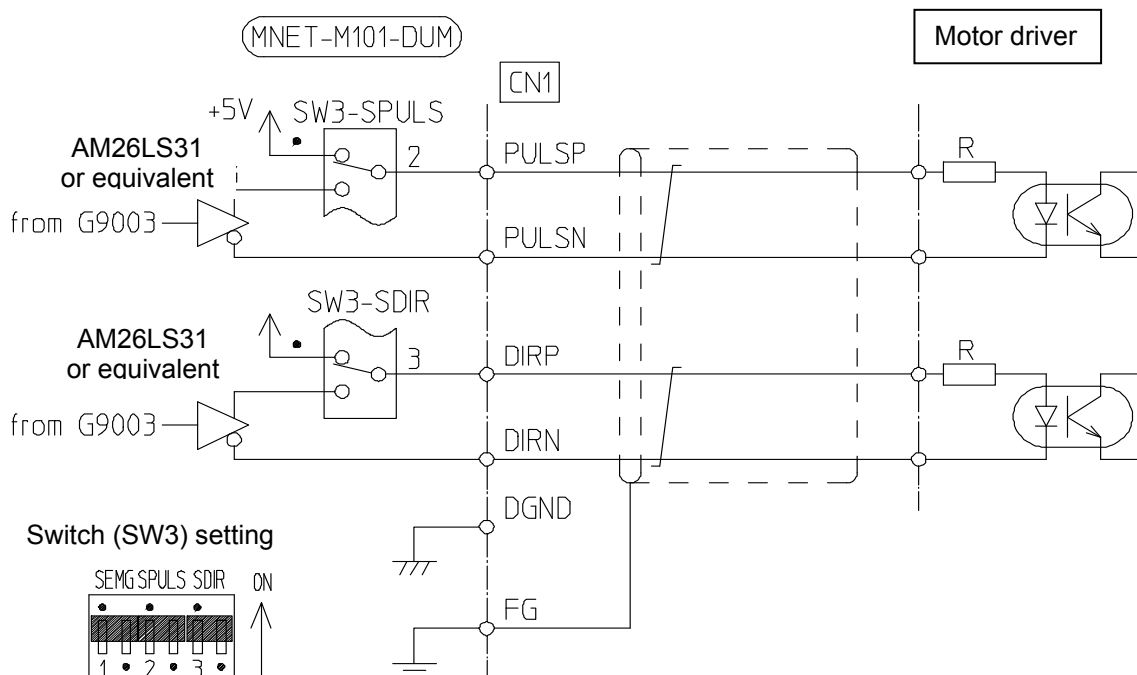 MNET-M101-DUM
Motor driver
CN1
+5V
SW3-SPULS
AM26LS31
or equivalent
2
PULSP
R
from G9003
PULSN
SW3-SDIR
AM26LS31
or equivalent
3
DIRP
R
from G9003
DIRN
DGND
Switch (SW3) setting
SEMG SPULS SDIR
ON
FG
1 2 3